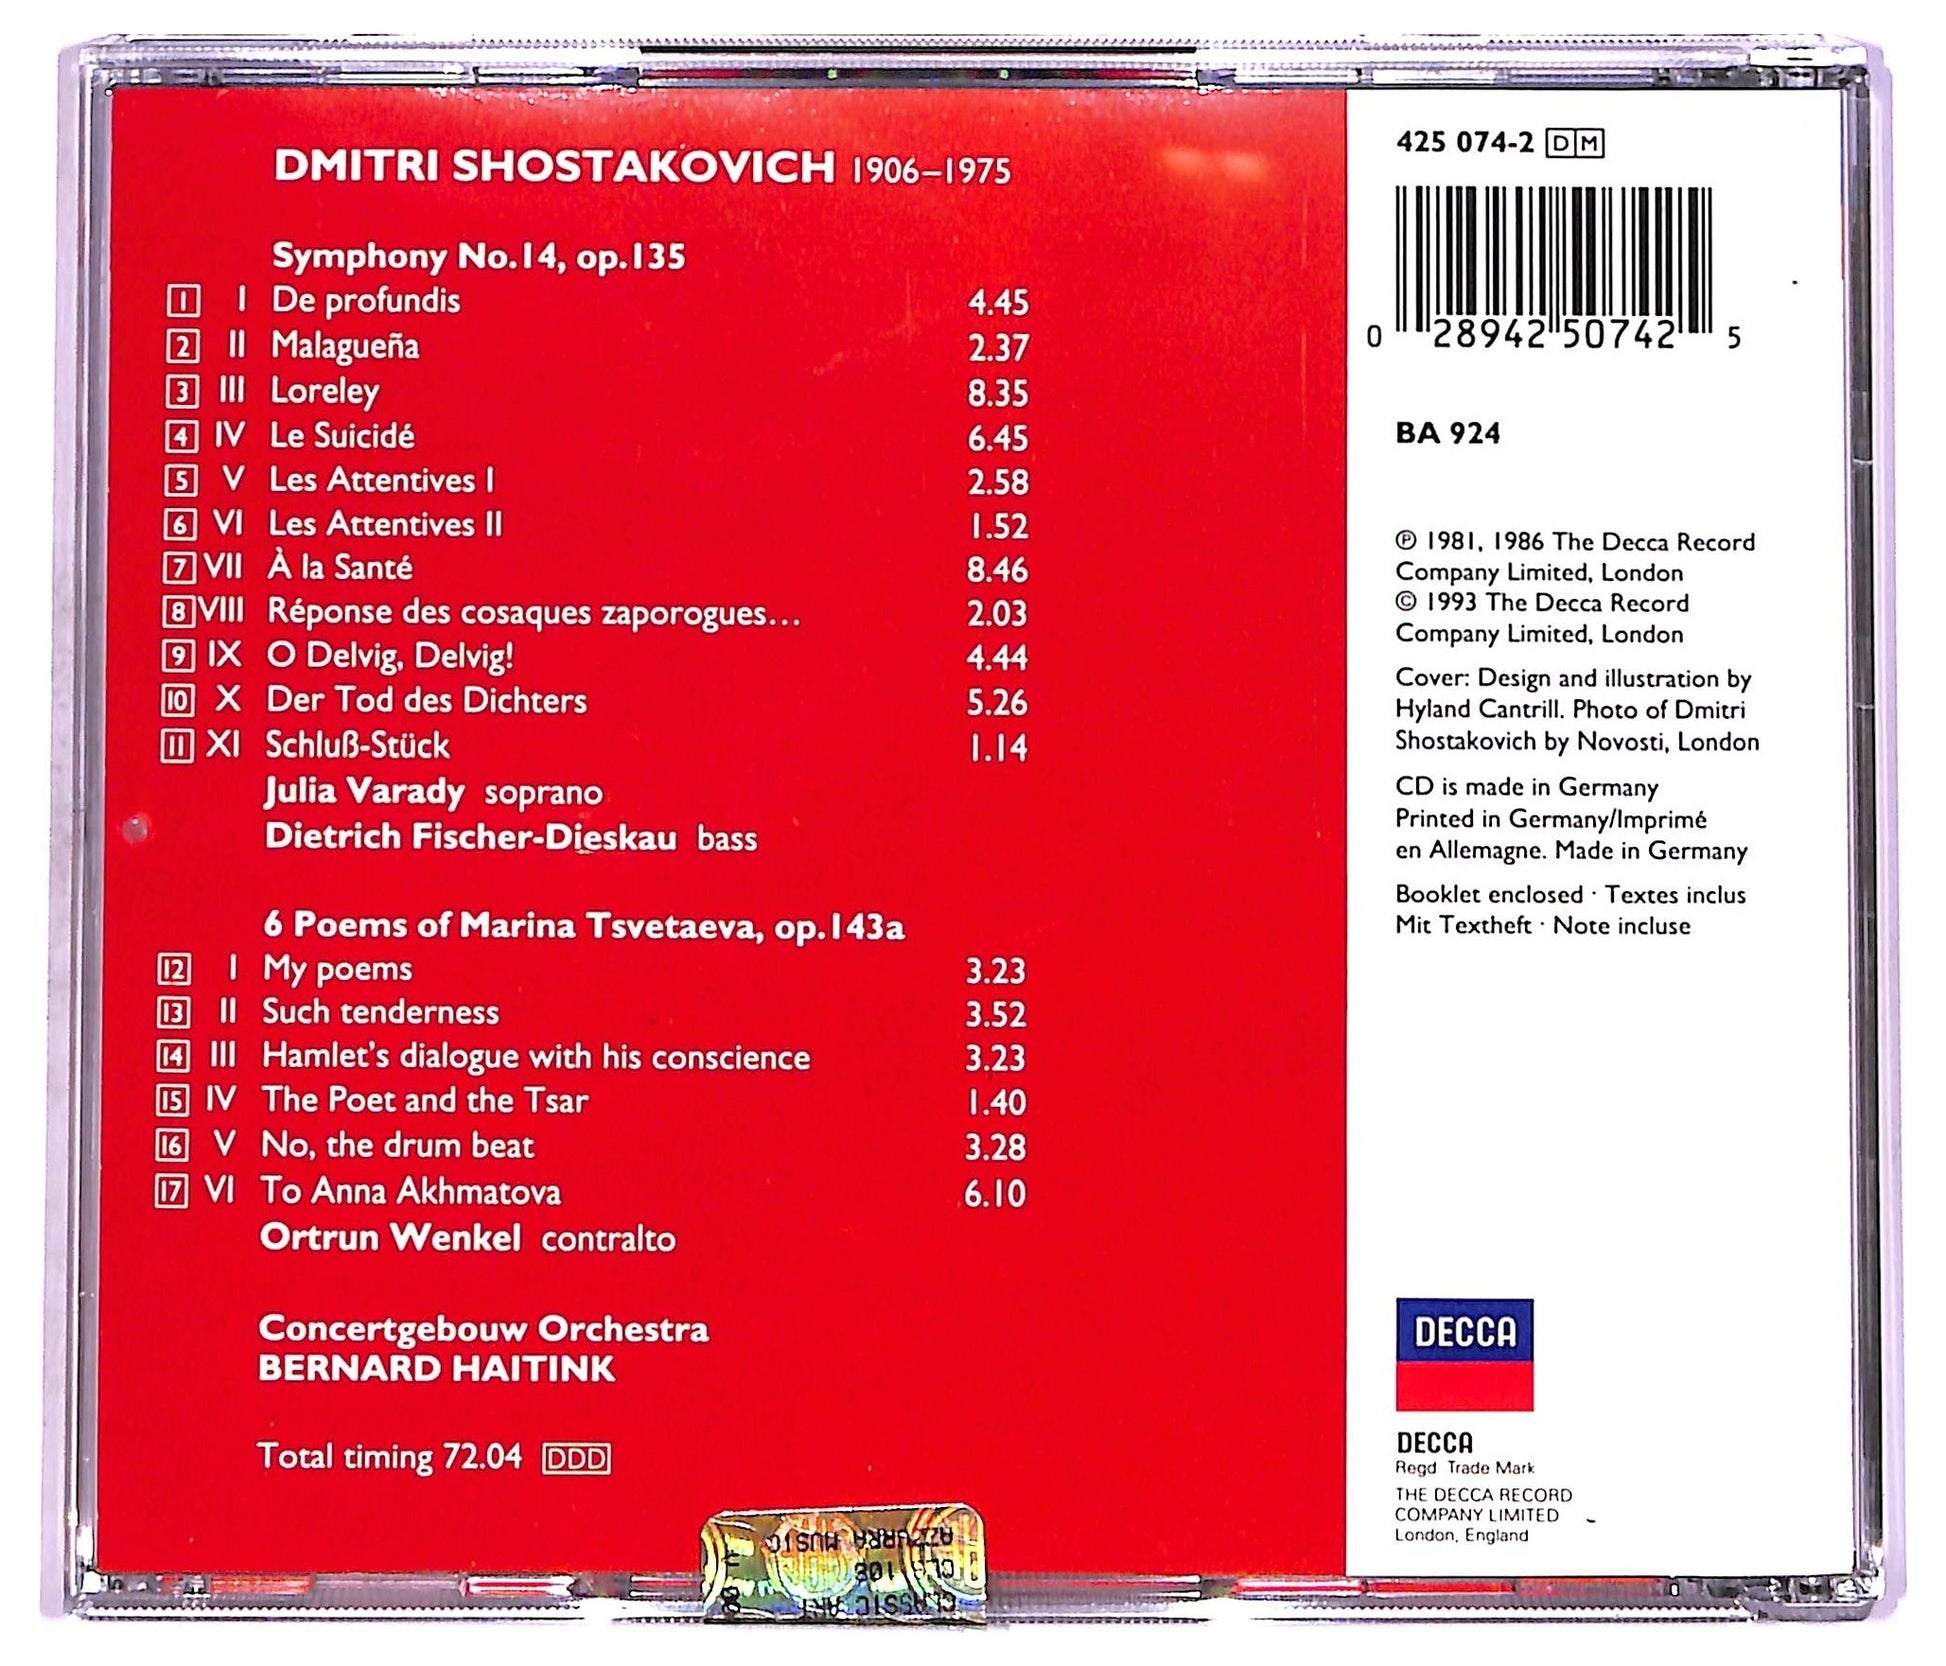 DMITRI SHOSTAKOVICH 1906–1975
Symphony No.14, op.135
1 I De profundis 4.45
2 II Malagueña 2.37
3 III Loreley 8.35
4 IV Le Suicidé 6.45
5 V Les Attentives I 2.58
6 VI Les Attentives II 1.52
7 VII À la Santé 8.46
8 VIII Réponse des cosaques zaporogues... 2.03
9 IX O Delvig, Delvig! 4.44
10 X Der Tod des Dichters 5.26
11 XI Schluß-Stück 1.14
Julia Varady soprano
Dietrich Fischer-Dieskau bass
6 Poems of Marina Tsvetaeva, op.143a
12 I My poems 3.23
13 II Such tenderness 3.52
14 III Hamlet's dialogue with his conscience 3.23
15 IV The Poet and the Tsar 1.40
16 V No, the drum beat 3.28
17 VI To Anna Akhmatova 6.10
Ortrun Wenkel contralto
Concertgebouw Orchestra
BERNARD HAITINK
Total timing 72.04 DDD
425 074-2 DM
0 28942 50742 5
BA 924
℗ 1981, 1986 The Decca Record
Company Limited, London
© 1993 The Decca Record
Company Limited, London
Cover: Design and illustration by
Hyland Cantrill. Photo of Dmitri
Shostakovich by Novosti, London
CD is made in Germany
Printed in Germany/Imprimé
en Allemagne. Made in Germany
Booklet enclosed · Textes inclus
Mit Textheft · Note incluse
DECCA
DECCA
Regd Trade Mark
THE DECCA RECORD
COMPANY LIMITED
London, England
CLASSIC ART
AZZURRA MUSIC